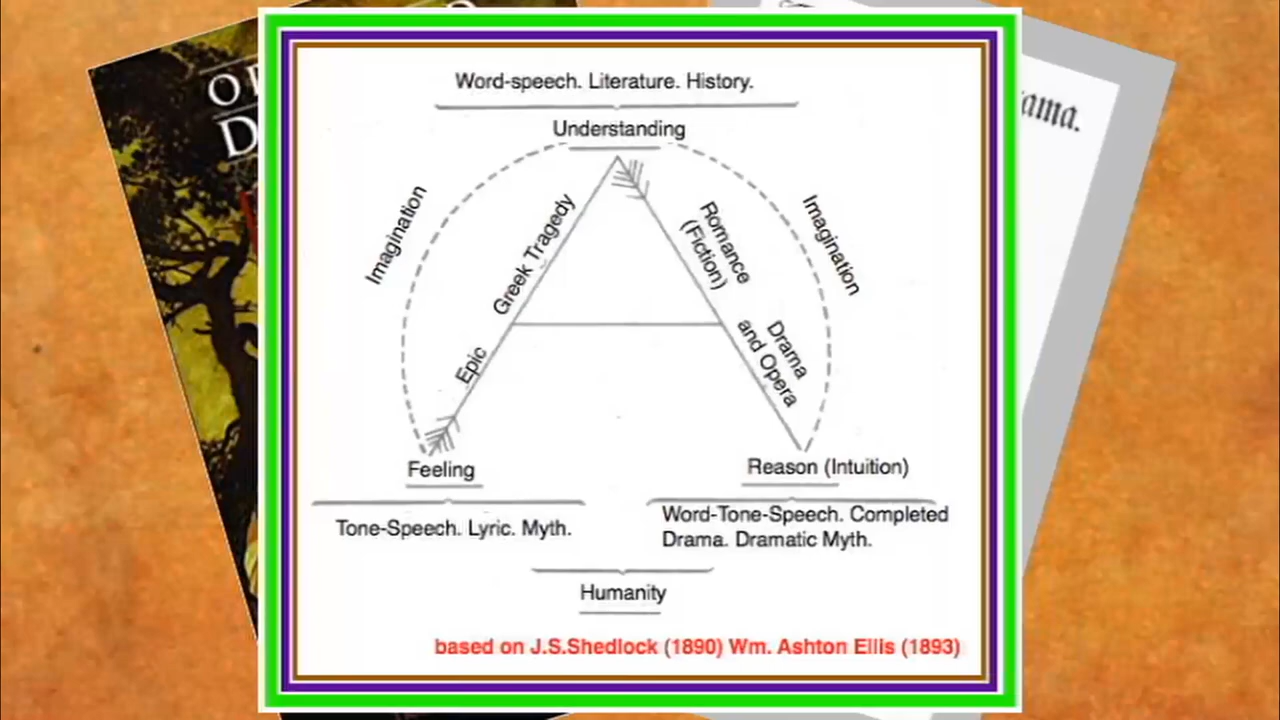 Word-speech. Literature. History.
Understanding
Imagination
Greek Tragedy
Epic
Romance
(Fiction)
Drama
and Opera
Imagination
Feeling
Reason (Intuition)
Tone-Speech. Lyric. Myth.
Word-Tone-Speech. Completed
Drama. Dramatic Myth.
Humanity
based on J.S.Shedlock (1890) Wm. Ashton Ellis (1893)